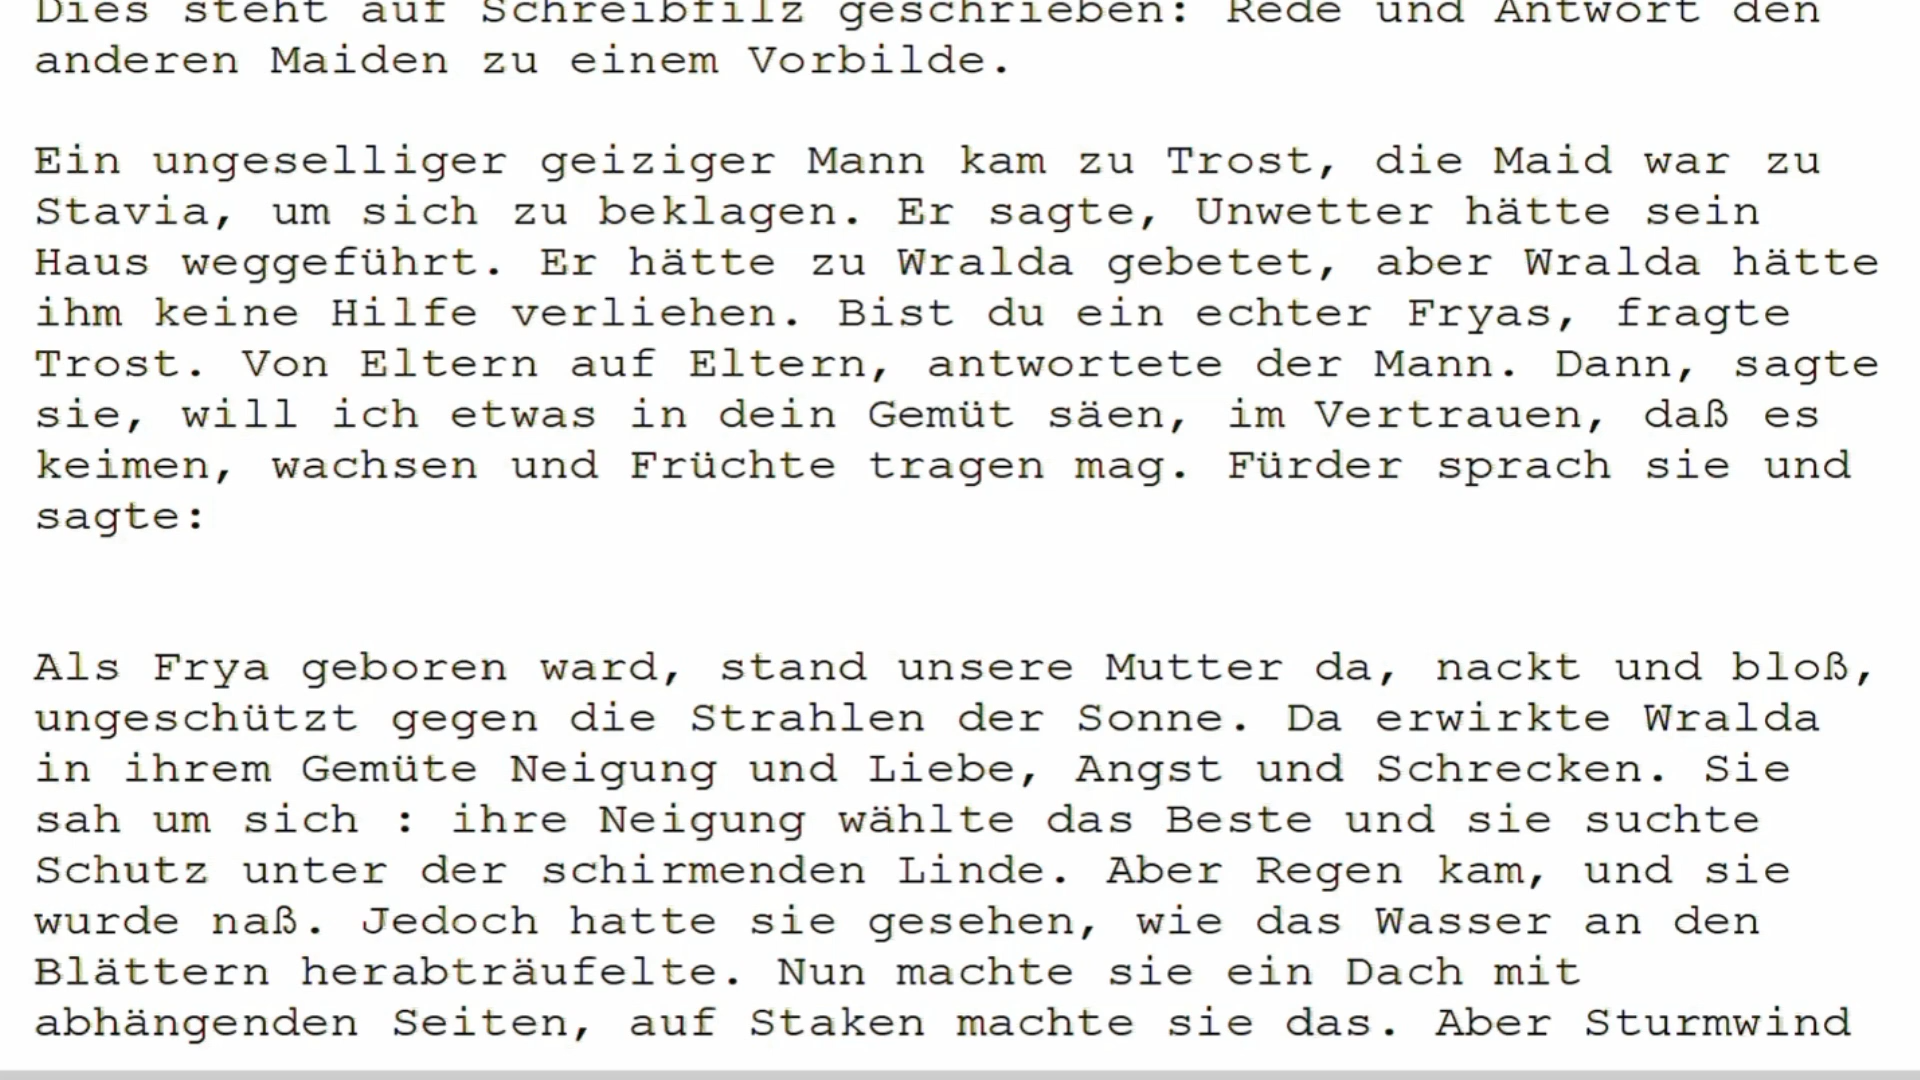 Dies steht auf Schreibfilz geschrieben: Rede und Antwort den
anderen Maiden zu einem Vorbilde.
Ein ungeselliger geiziger Mann kam zu Trost, die Maid war zu
Stavia, um sich zu beklagen. Er sagte, Unwetter hätte sein
Haus weggeführt. Er hätte zu Wralda gebetet, aber Wralda hätte
ihm keine Hilfe verliehen. Bist du ein echter Fryas, fragte
Trost. Von Eltern auf Eltern, antwortete der Mann. Dann, sagte
sie, will ich etwas in dein Gemüt säen, im Vertrauen, daß es
keimen, wachsen und Früchte tragen mag. Fürder sprach sie und
sagte:
Als Frya geboren ward, stand unsere Mutter da, nackt und bloß,
ungeschützt gegen die Strahlen der Sonne. Da erwirkte Wralda
in ihrem Gemüte Neigung und Liebe, Angst und Schrecken. Sie
sah um sich : ihre Neigung wählte das Beste und sie suchte
Schutz unter der schirmenden Linde. Aber Regen kam, und sie
wurde naß. Jedoch hatte sie gesehen, wie das Wasser an den
Blättern herabträufelte. Nun machte sie ein Dach mit
abhängenden Seiten, auf Staken machte sie das. Aber Sturmwind